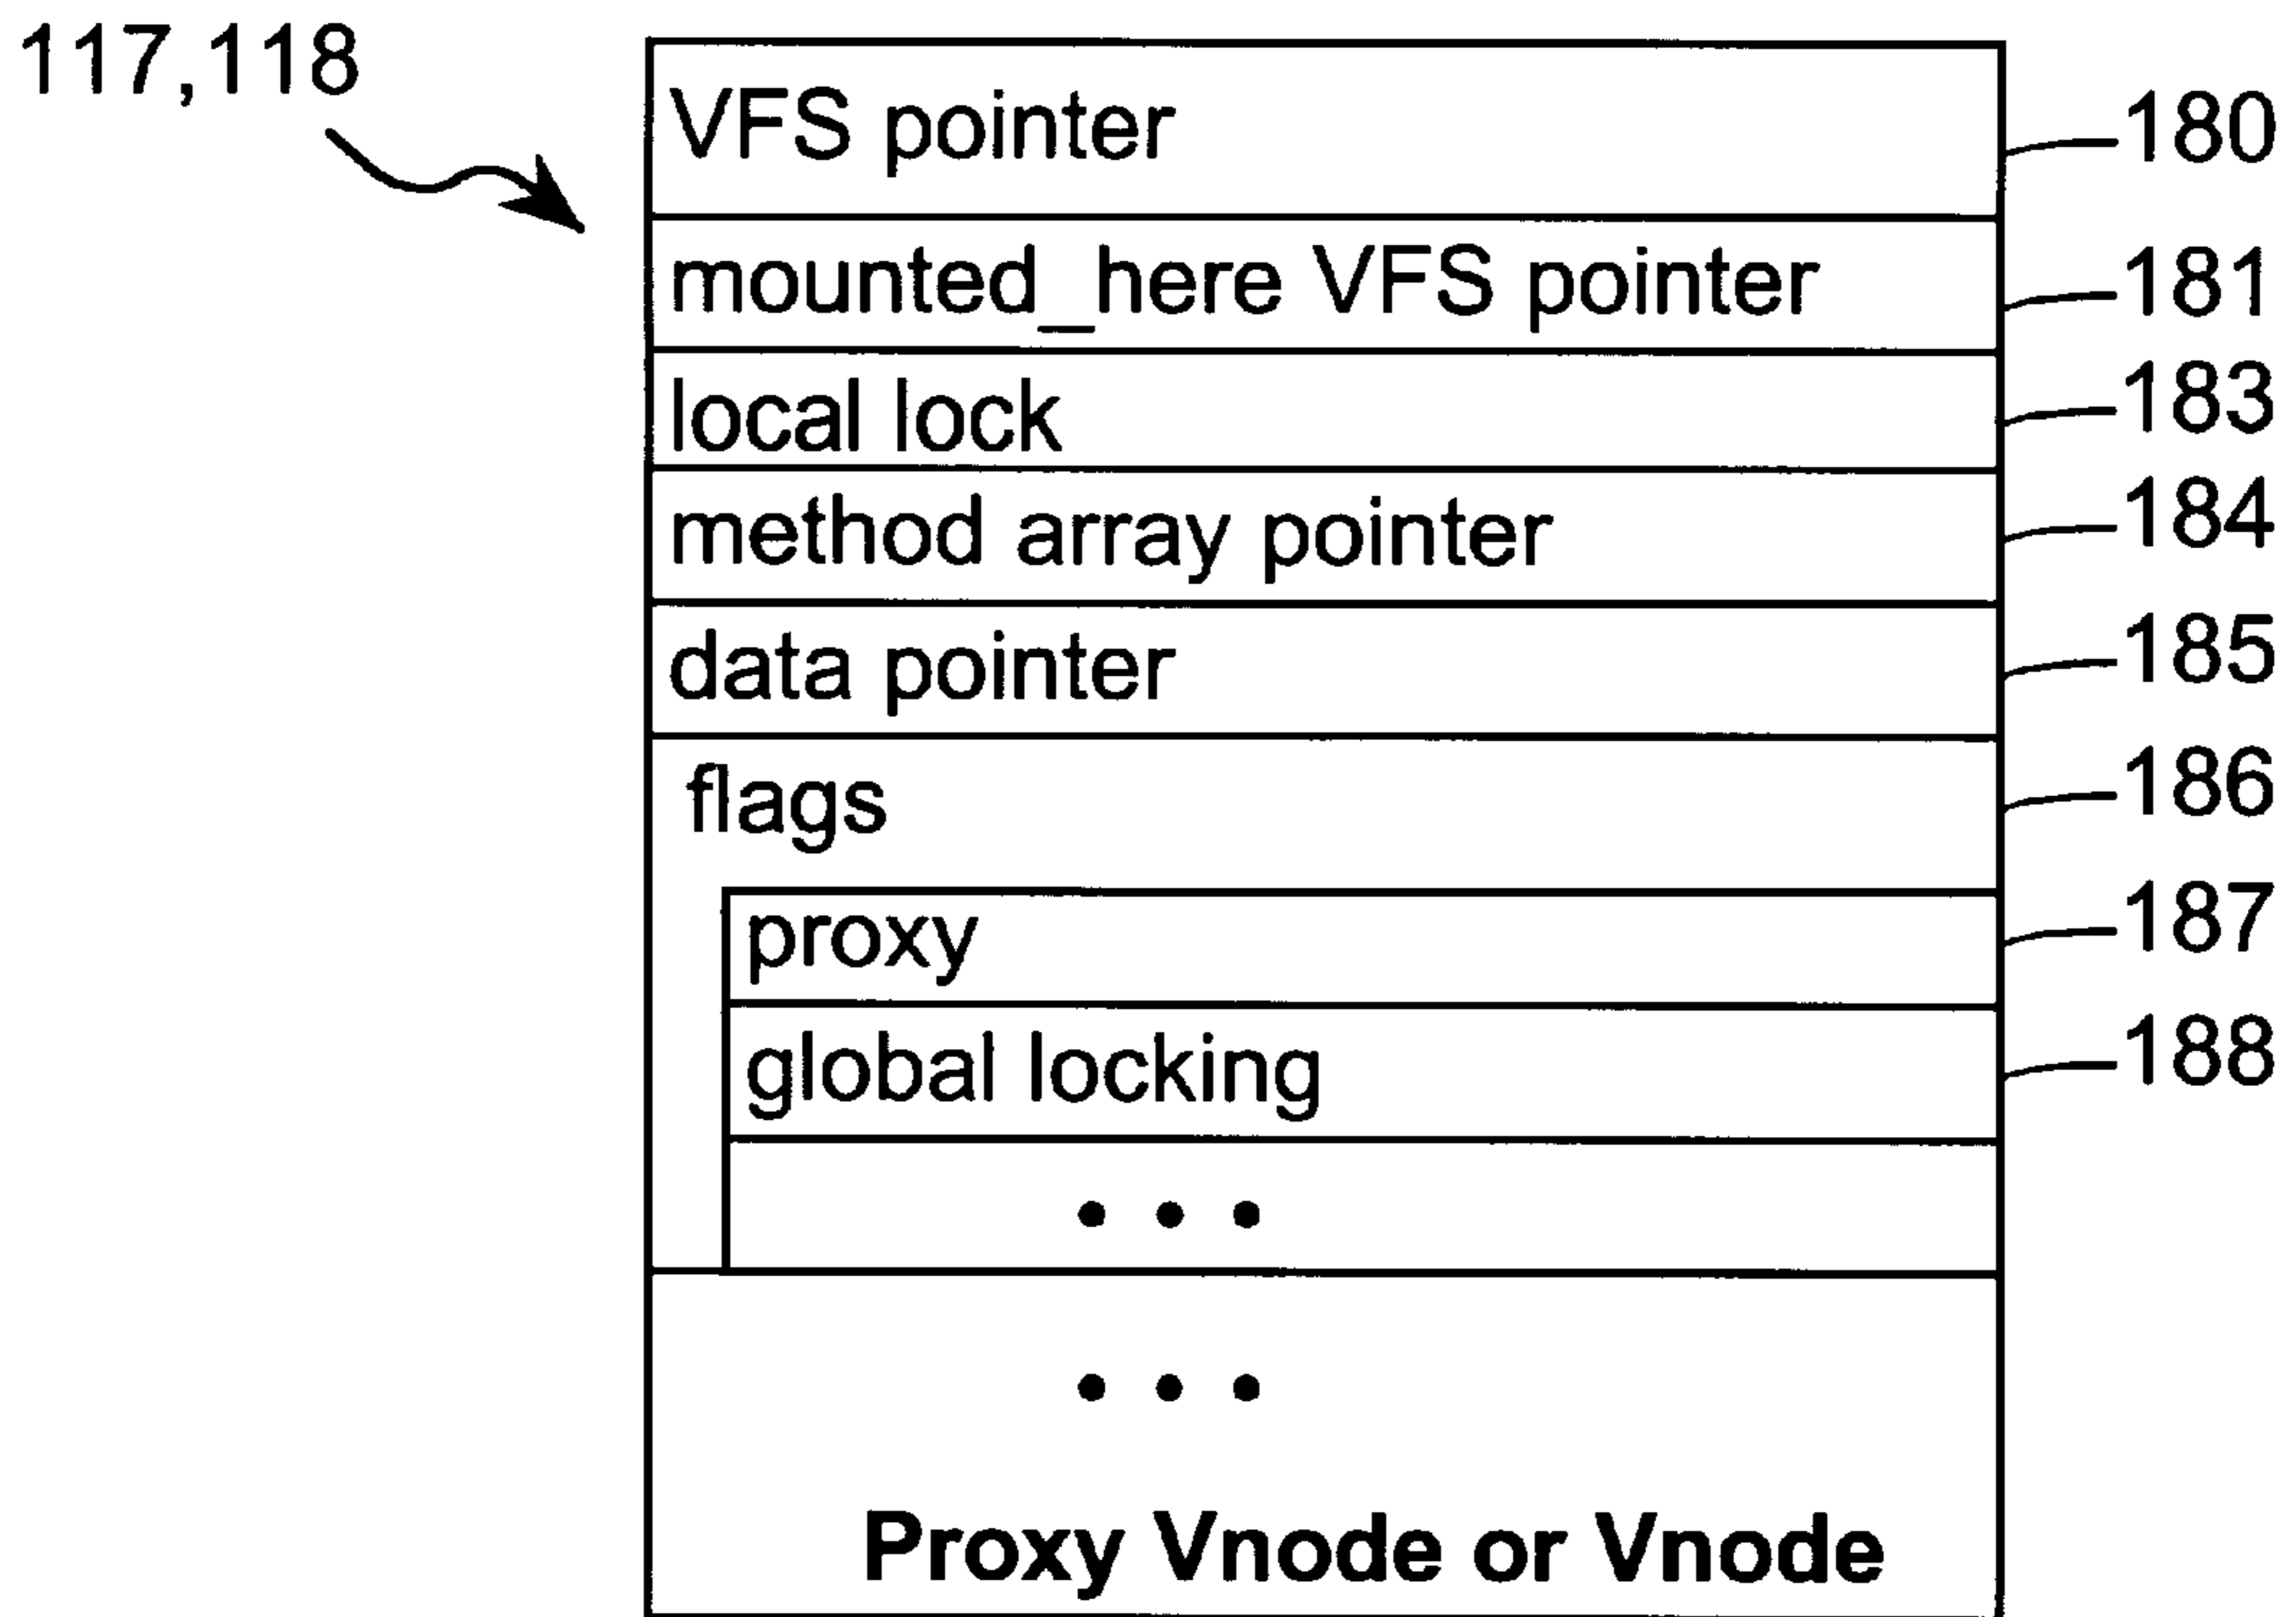 117,118
VFS pointer 180
mounted_here VFS pointer 181
local lock 183
method array pointer 184
data pointer 185
flags 186
proxy 187
global locking 188
• • •
• • •
Proxy Vnode or Vnode